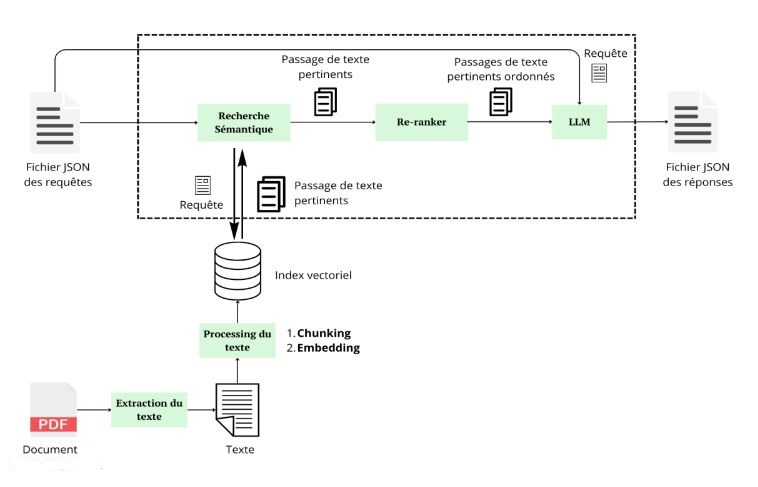 Passage de texte
pertinents
Passages de texte
pertinents ordonnés
Requête
Recherche
Sémantique
Re-ranker
LLM
Fichier JSON
des requêtes
Fichier JSON
des réponses
Requête
Passage de texte
pertinents
Index vectoriel
Processing du
texte
1. Chunking
2. Embedding
PDF
Extraction du
texte
Document
Texte